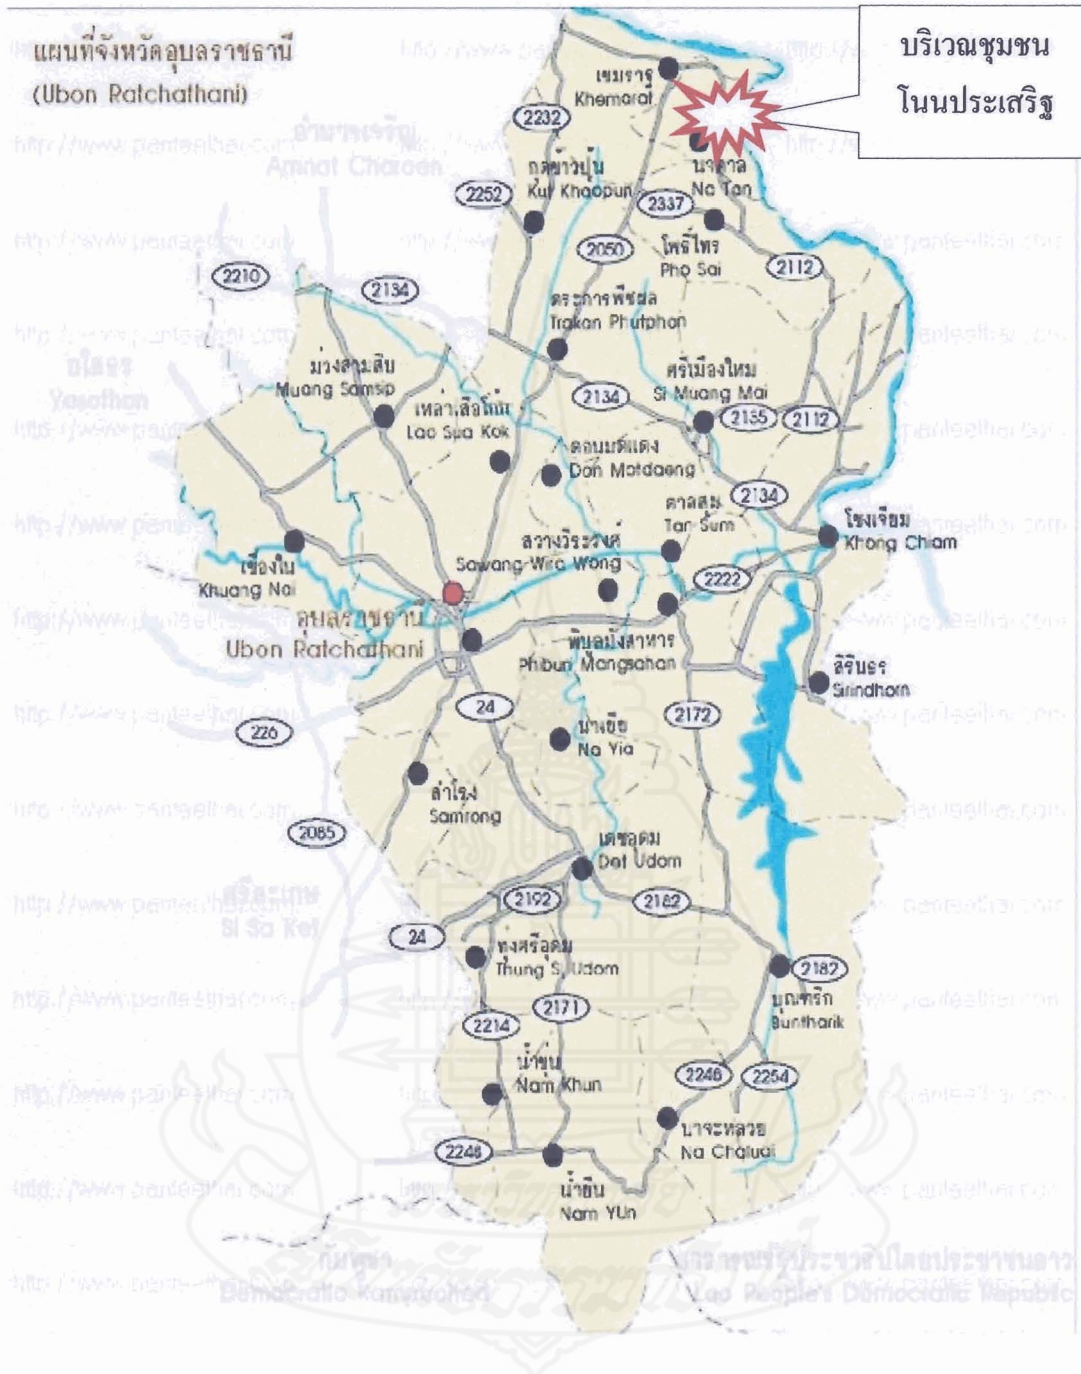 แผนที่จังหวัดอุบลราชธานี
(Ubon Ratchathani)
บริเวณชุมชน
โนนประเสริฐ
เขมราฐ
Khemarat
2232
อำนาจเจริญ
Amnat Charoen
กุดข้าวปุ้น
Kut Khaopun
นาตาล
Na Tan
2252
2337
2050
โพธิ์ไทร
Pho Sai
2112
2210
2134
ตระการพืชผล
Trakan Phutphon
ม่วงสามสิบ
Muang Samsip
ศรีเมืองใหม่
Si Muang Mai
ยโสธร
Yasothon
เหล่าเสือโก้ก
Lao Sua Kok
2134
2135
2112
ดอนมดแดง
Don Motdaeng
2134
ตาลสุม
Tan Sum
โขงเจียม
Khong Chiam
สว่างวีระวงศ์
Sawang Wira Wong
เขื่องใน
Khuang Nai
2222
อุบลราชธานี
Ubon Ratchathani
พิบูลมังสาหาร
Phibun Mangsahan
สิรินธร
Sirindhorn
24
2172
226
นาเยีย
Na Yia
สำโรง
Samrong
2085
เดชอุดม
Det Udom
ศรีสะเกษ
Si Sa Ket
2192
2182
24
ทุ่งศรีอุดม
Thung Si Udom
2182
บุณฑริก
Buntharik
2171
2214
น้ำขุ่น
Nam Khun
2248
2254
นาจะหลวย
Na Chaluai
2248
น้ำยืน
Nam YUn
กัมพูชา
Democratic Kampuchea
สาธารณรัฐประชาธิปไตยประชาชนลาว
Lao People's Democratic Republic